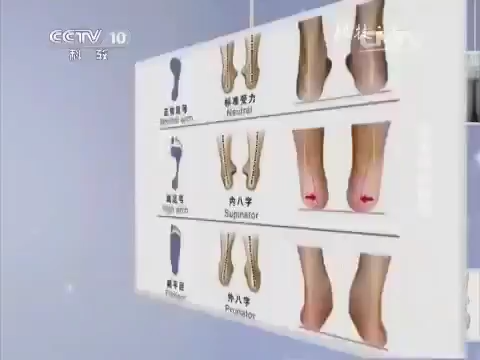 CCTV 10
科教
正常足弓
Neutral arch
标准受力
Neutral
高足弓
High arch
内八字
Supinator
扁平足
外八字
Pronator